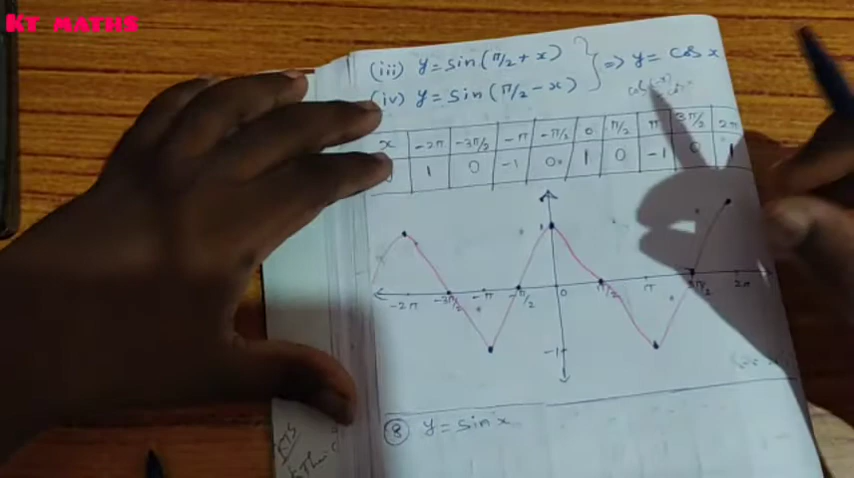 KT MATHS
(iii) y = sin(π/2 + x) } => y = cos x
(iv) y = sin(π/2 - x)
x -2π -3π/2 -π -π/2 0 π/2 π 3π/2 2π
1 0 -1 0 1 0 -1 0 1
1
-2π -3π/2 -π -π/2 0 π/2 π 3π/2 2π
-1
(8) y = sin x
KTS